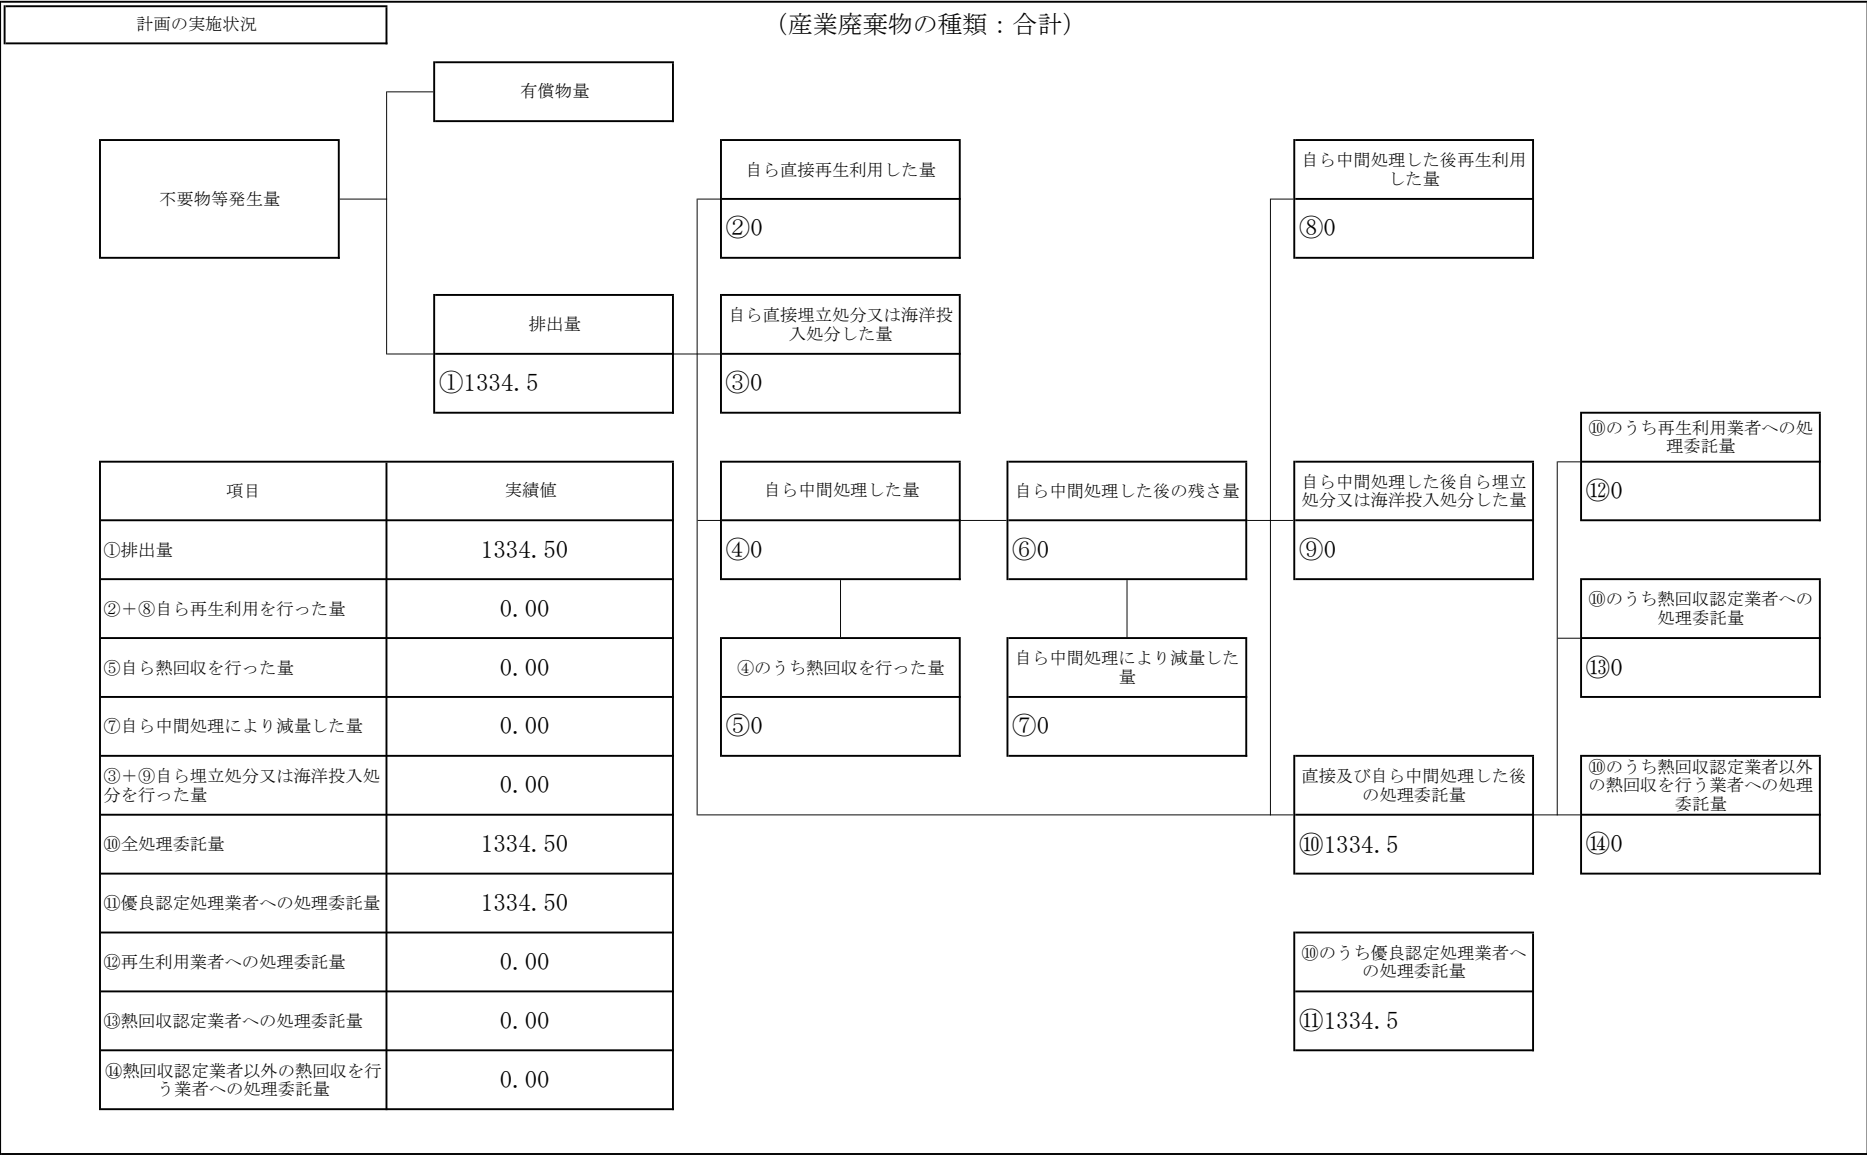 計画の実施状況
（産業廃棄物の種類：合計）
有償物量
不要物等発生量
自ら直接再生利用した量
②0
自ら中間処理した後再生利用
した量
⑧0
排出量
①1334.5
自ら直接埋立処分又は海洋投
入処分した量
③0
⑩のうち再生利用業者への処
理委託量
⑫0
自ら中間処理した量
④0
自ら中間処理した後の残さ量
⑥0
自ら中間処理した後自ら埋立
処分又は海洋投入処分した量
⑨0
⑩のうち熱回収認定業者への
処理委託量
⑬0
④のうち熱回収を行った量
⑤0
自ら中間処理により減量した
量
⑦0
直接及び自ら中間処理した後
の処理委託量
⑩1334.5
⑩のうち熱回収認定業者以外
の熱回収を行う業者への処理
委託量
⑭0
⑩のうち優良認定処理業者へ
の処理委託量
⑪1334.5
項目 実績値
①排出量 1334.50
②＋⑧自ら再生利用を行った量 0.00
⑤自ら熱回収を行った量 0.00
⑦自ら中間処理により減量した量 0.00
③＋⑨自ら埋立処分又は海洋投入処
分を行った量 0.00
⑩全処理委託量 1334.50
⑪優良認定処理業者への処理委託量 1334.50
⑫再生利用業者への処理委託量 0.00
⑬熱回収認定業者への処理委託量 0.00
⑭熱回収認定業者以外の熱回収を行
う業者への処理委託量 0.00